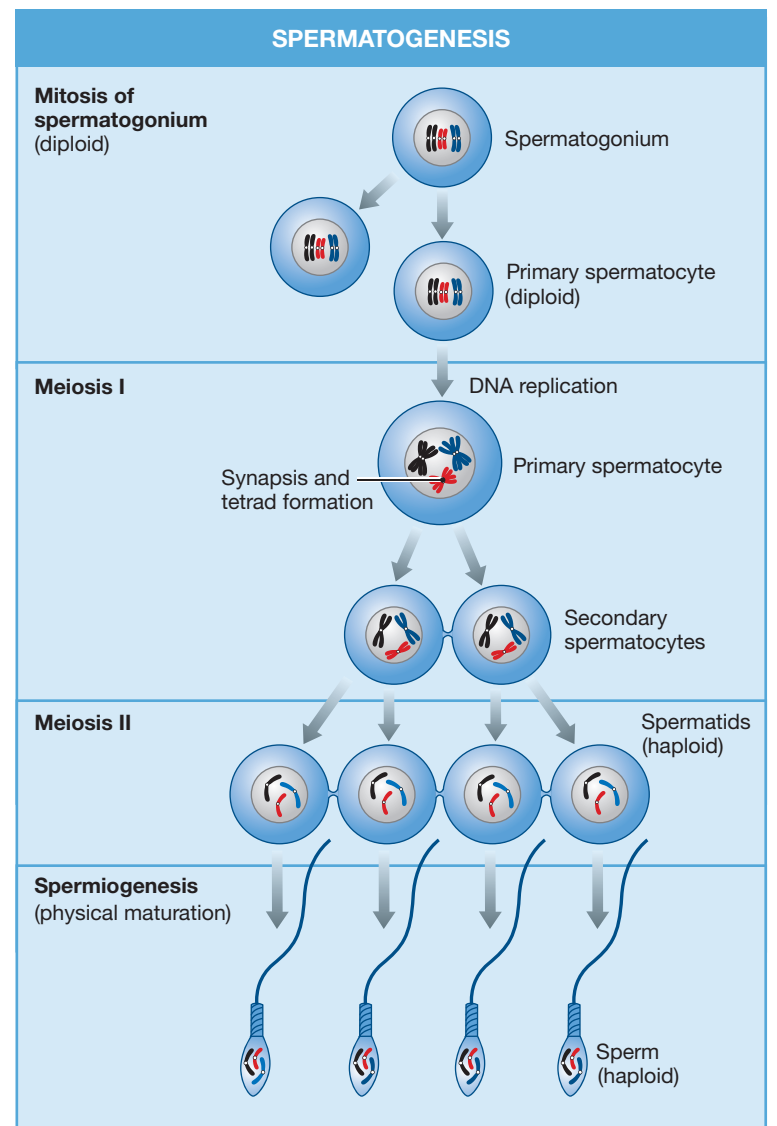 SPERMATOGENESIS
Mitosis of
spermatogonium
(diploid)
Spermatogonium
Primary spermatocyte
(diploid)
Meiosis I
DNA replication
Synapsis and
tetrad formation
Primary spermatocyte
Secondary
spermatocytes
Meiosis II
Spermatids
(haploid)
Spermiogenesis
(physical maturation)
Sperm
(haploid)